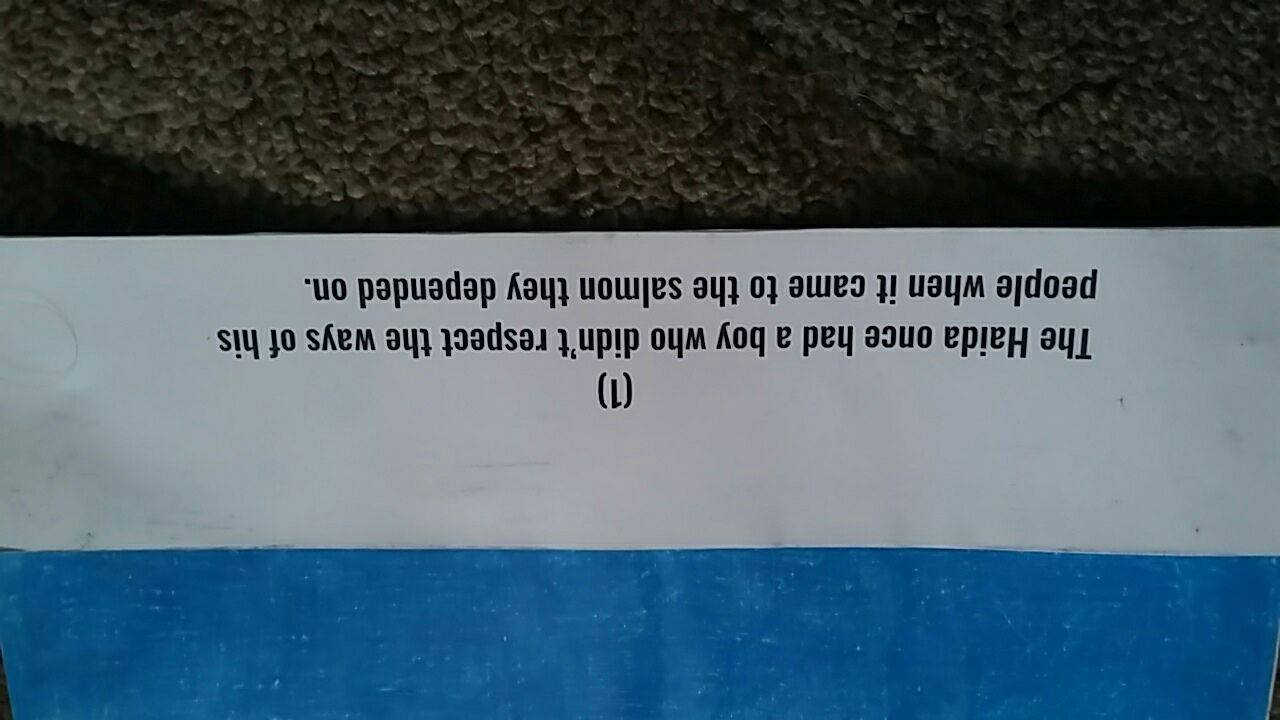 (1)
The Haida once had a boy who didn't respect the ways of his
people when it came to the salmon they depended on.